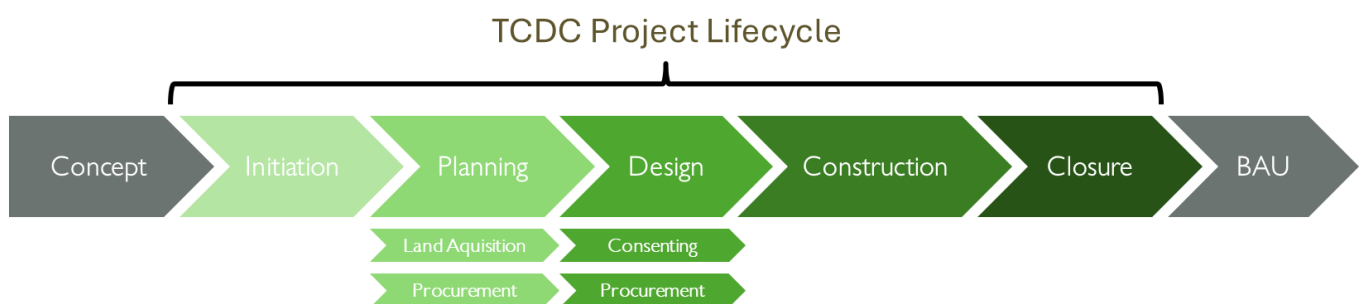 TCDC Project Lifecycle
Concept
Initiation
Planning
Design
Construction
Closure
BAU
Land Aquisition
Consenting
Procurement
Procurement